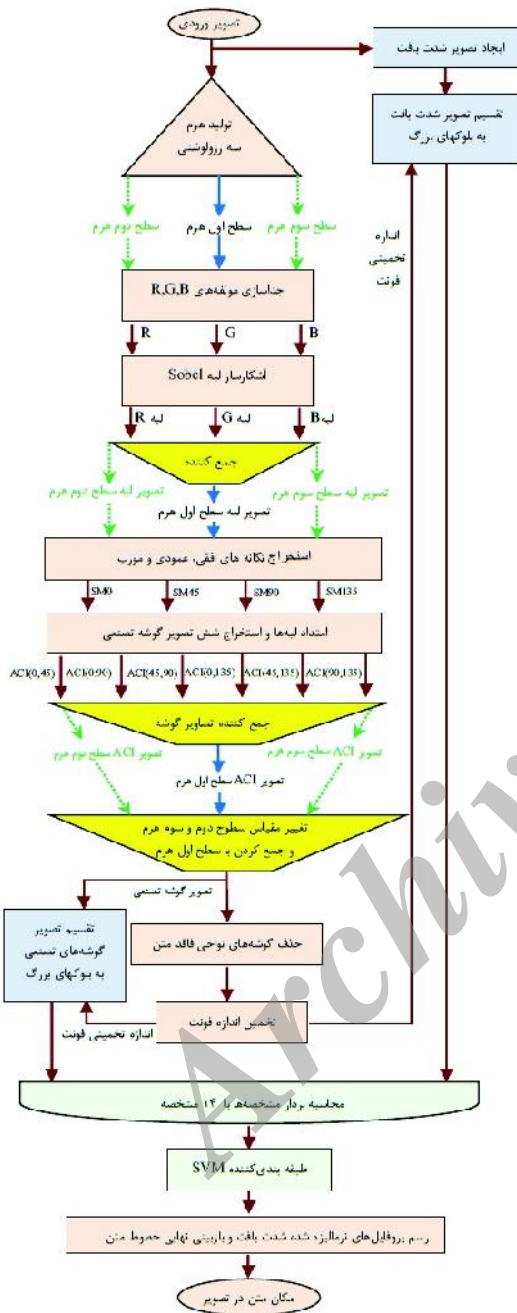 تصویر ورودی
ایجاد تصویر شدت بافت
تقسیم تصویر شدت بافت
به بلوکهای بزرگ
تولید هرم
سه رزولوشنی
سطح دوم هرم
سطح اول هرم
سطح سوم هرم
اندازه
تخمینی
فونت
جداسازی مولفه‌های R,G,B
R
G
B
آشکارساز لبه Sobel
لبه R
لبه G
لبه B
جمع کننده
تصویر لبه سطح دوم هرم
تصویر لبه سطح سوم هرم
تصویر لبه سطح اول هرم
استخراج تکانه های افقی، عمودی و مورب
SM0
SM45
SM90
SM135
امتداد لبه‌ها و استخراج شش تصویر گوشه تصنعی
ACI(0,45)
ACI(0,90)
ACI(45,90)
ACI(0,135)
ACI(45,135)
ACI(90,135)
جمع کننده تصاویر گوشه
تصویر ACI سطح دوم هرم
تصویر ACI سطح سوم هرم
تصویر ACI سطح اول هرم
تغییر مقیاس سطوح دوم و سوم هرم
و جمع کردن با سطح اول هرم
تصویر گوشه تصنعی
تقسیم تصویر
گوشه‌های تصنعی
به بلوکهای بزرگ
حذف گوشه‌های نواحی فاقد متن
تخمین اندازه فونت
اندازه تخمینی فونت
محاسبه بردار مشخصه‌ها با ۱۴ مشخصه
طبقه بندی‌کننده SVM
رسم پروفایل‌های نرمالیزه شده شدت بافت و بازبینی نهایی خطوط متن
مکان متن در تصویر
Archiv